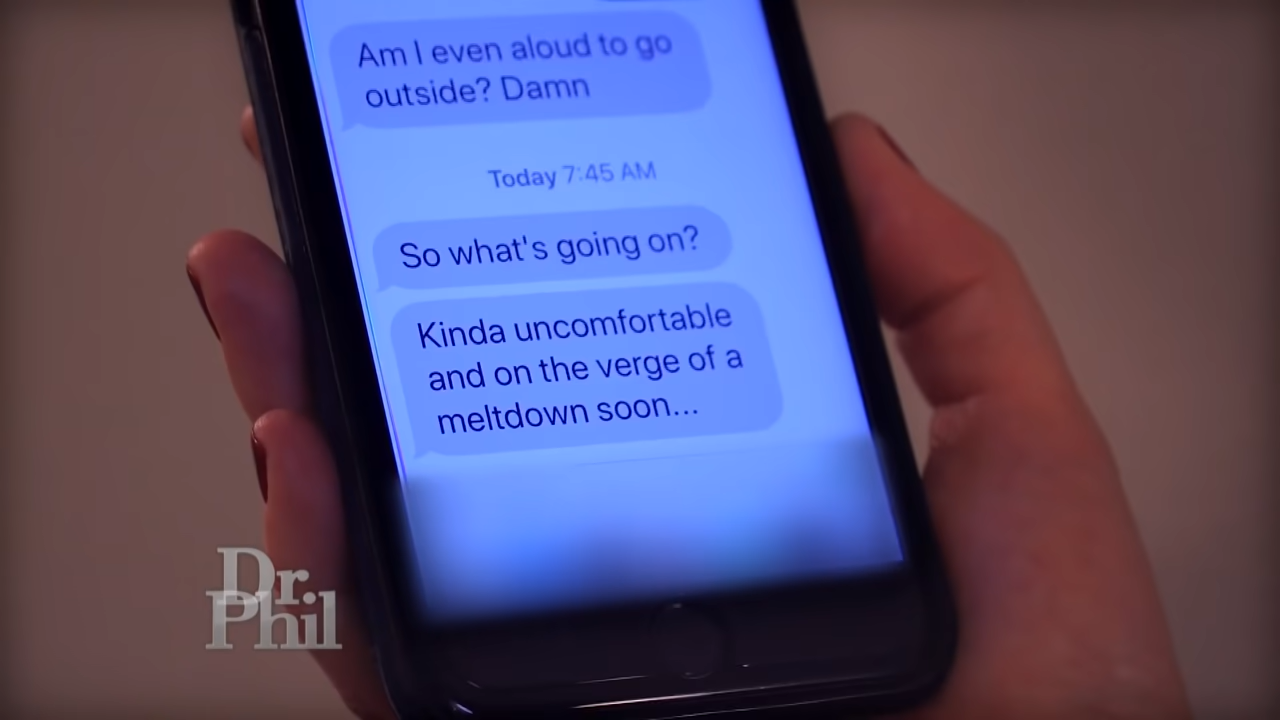 Am I even aloud to go
outside? Damn
Today 7:45 AM
So what's going on?
Kinda uncomfortable
and on the verge of a
meltdown soon...
Dr.
Phil